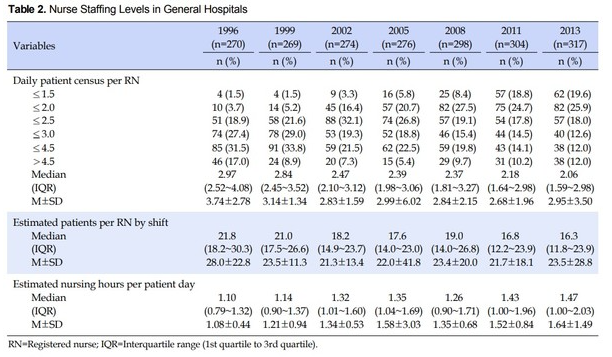 Table 2. Nurse Staffing Levels in General Hospitals
Variables 1996 1999 2002 2005 2008 2011 2013
(n=270) (n=269) (n=274) (n=276) (n=298) (n=304) (n=317)
n (%) n (%) n (%) n (%) n (%) n (%) n (%)
Daily patient census per RN
≤1.5 4 (1.5) 4 (1.5) 9 (3.3) 16 (5.8) 25 (8.4) 57 (18.8) 62 (19.6)
≤2.0 10 (3.7) 14 (5.2) 45 (16.4) 57 (20.7) 82 (27.5) 75 (24.7) 82 (25.9)
≤2.5 51 (18.9) 58 (21.6) 88 (32.1) 74 (26.8) 57 (19.1) 54 (17.8) 57 (18.0)
≤3.0 74 (27.4) 78 (29.0) 53 (19.3) 52 (18.8) 46 (15.4) 44 (14.5) 40 (12.6)
≤4.5 85 (31.5) 91 (33.8) 59 (21.5) 62 (22.5) 59 (19.8) 43 (14.1) 38 (12.0)
>4.5 46 (17.0) 24 (8.9) 20 (7.3) 15 (5.4) 29 (9.7) 31 (10.2) 38 (12.0)
Median 2.97 2.84 2.47 2.39 2.37 2.18 2.06
(IQR) (2.52~4.08) (2.45~3.52) (2.10~3.12) (1.98~3.06) (1.81~3.27) (1.64~2.98) (1.59~2.98)
M±SD 3.74±2.78 3.14±1.34 2.83±1.59 2.99±6.02 2.84±2.15 2.68±1.96 2.95±3.50
Estimated patients per RN by shift
Median 21.8 21.0 18.2 17.6 19.0 16.8 16.3
(IQR) (18.2~30.3) (17.5~26.6) (14.9~23.7) (14.0~23.0) (14.0~26.8) (12.2~23.9) (11.8~23.9)
M±SD 28.0±22.8 23.5±11.3 21.3±13.4 22.0±41.8 23.4±20.0 21.7±18.1 23.5±28.8
Estimated nursing hours per patient day
Median 1.10 1.14 1.32 1.35 1.26 1.43 1.47
(IQR) (0.79~1.32) (0.90~1.37) (1.01~1.60) (1.04~1.69) (0.90~1.71) (1.00~1.96) (1.00~2.03)
M±SD 1.08±0.44 1.21±0.94 1.34±0.53 1.58±3.03 1.35±0.68 1.52±0.84 1.64±1.49
RN=Registered nurse; IQR=Interquartile range (1st quartile to 3rd quartile).